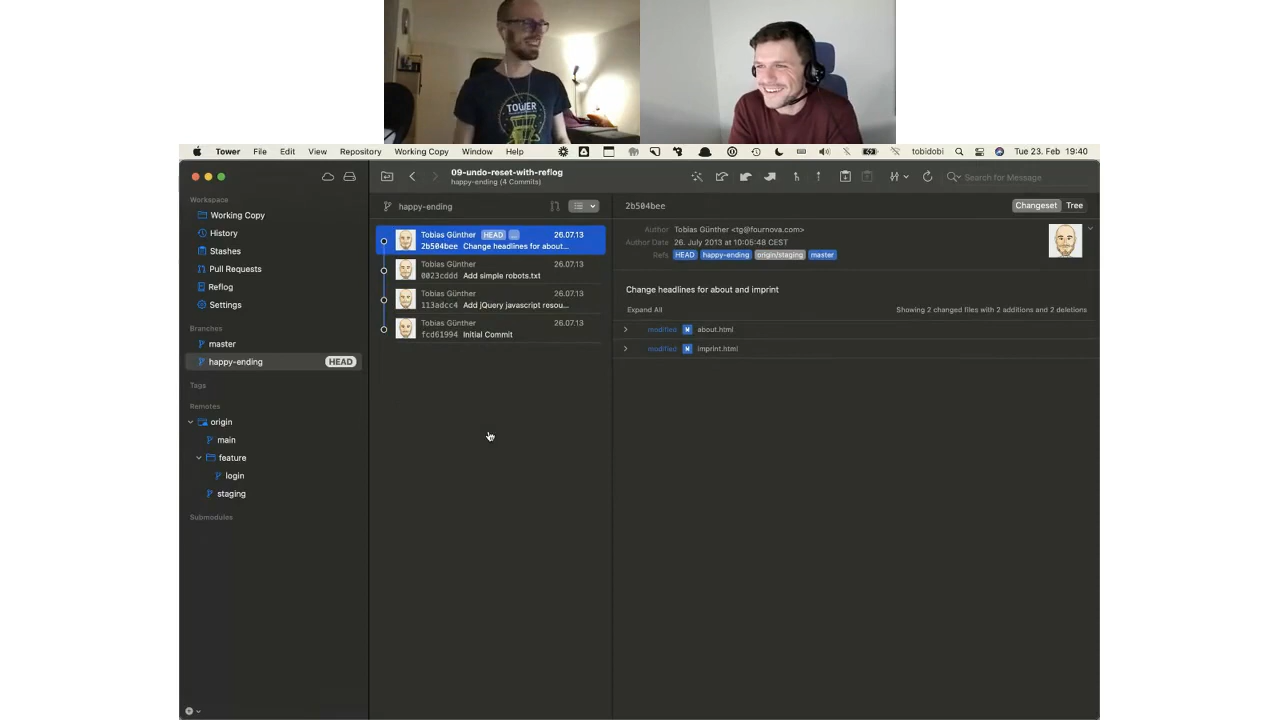 TOWER
Tower File Edit View Repository Working Copy Window Help tobidobi Tue 23. Feb 19:40
09-undo-reset-with-reflog
happy-ending (4 Commits)
Search for Message
Workspace
Working Copy
History
Stashes
Pull Requests
Reflog
Settings
Branches
master
happy-ending HEAD
Tags
Remotes
origin
main
feature
login
staging
Submodules
happy-ending
Tobias Günther HEAD ... 26.07.13
2b504bee Change headlines for about...
Tobias Günther 26.07.13
0023cddd Add simple robots.txt
Tobias Günther 26.07.13
113adcc4 Add jQuery javascript resou...
Tobias Günther 26.07.13
fcd61994 Initial Commit
2b504bee Changeset Tree
Author Tobias Günther <tg@fournova.com>
Author Date 26. July 2013 at 10:05:48 CEST
Refs HEAD happy-ending origin/staging master
Change headlines for about and imprint
Expand All Showing 2 changed files with 2 additions and 2 deletions
modified M about.html
modified M imprint.html